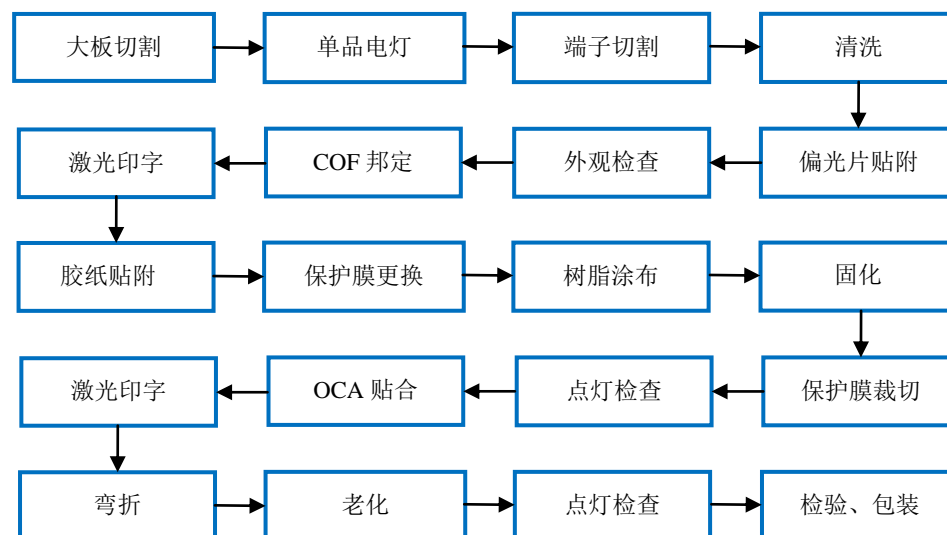 大板切割
单品电灯
端子切割
清洗
偏光片贴附
外观检查
COF 邦定
激光印字
胶纸贴附
保护膜更换
树脂涂布
固化
保护膜裁切
点灯检查
OCA 贴合
激光印字
弯折
老化
点灯检查
检验、包装